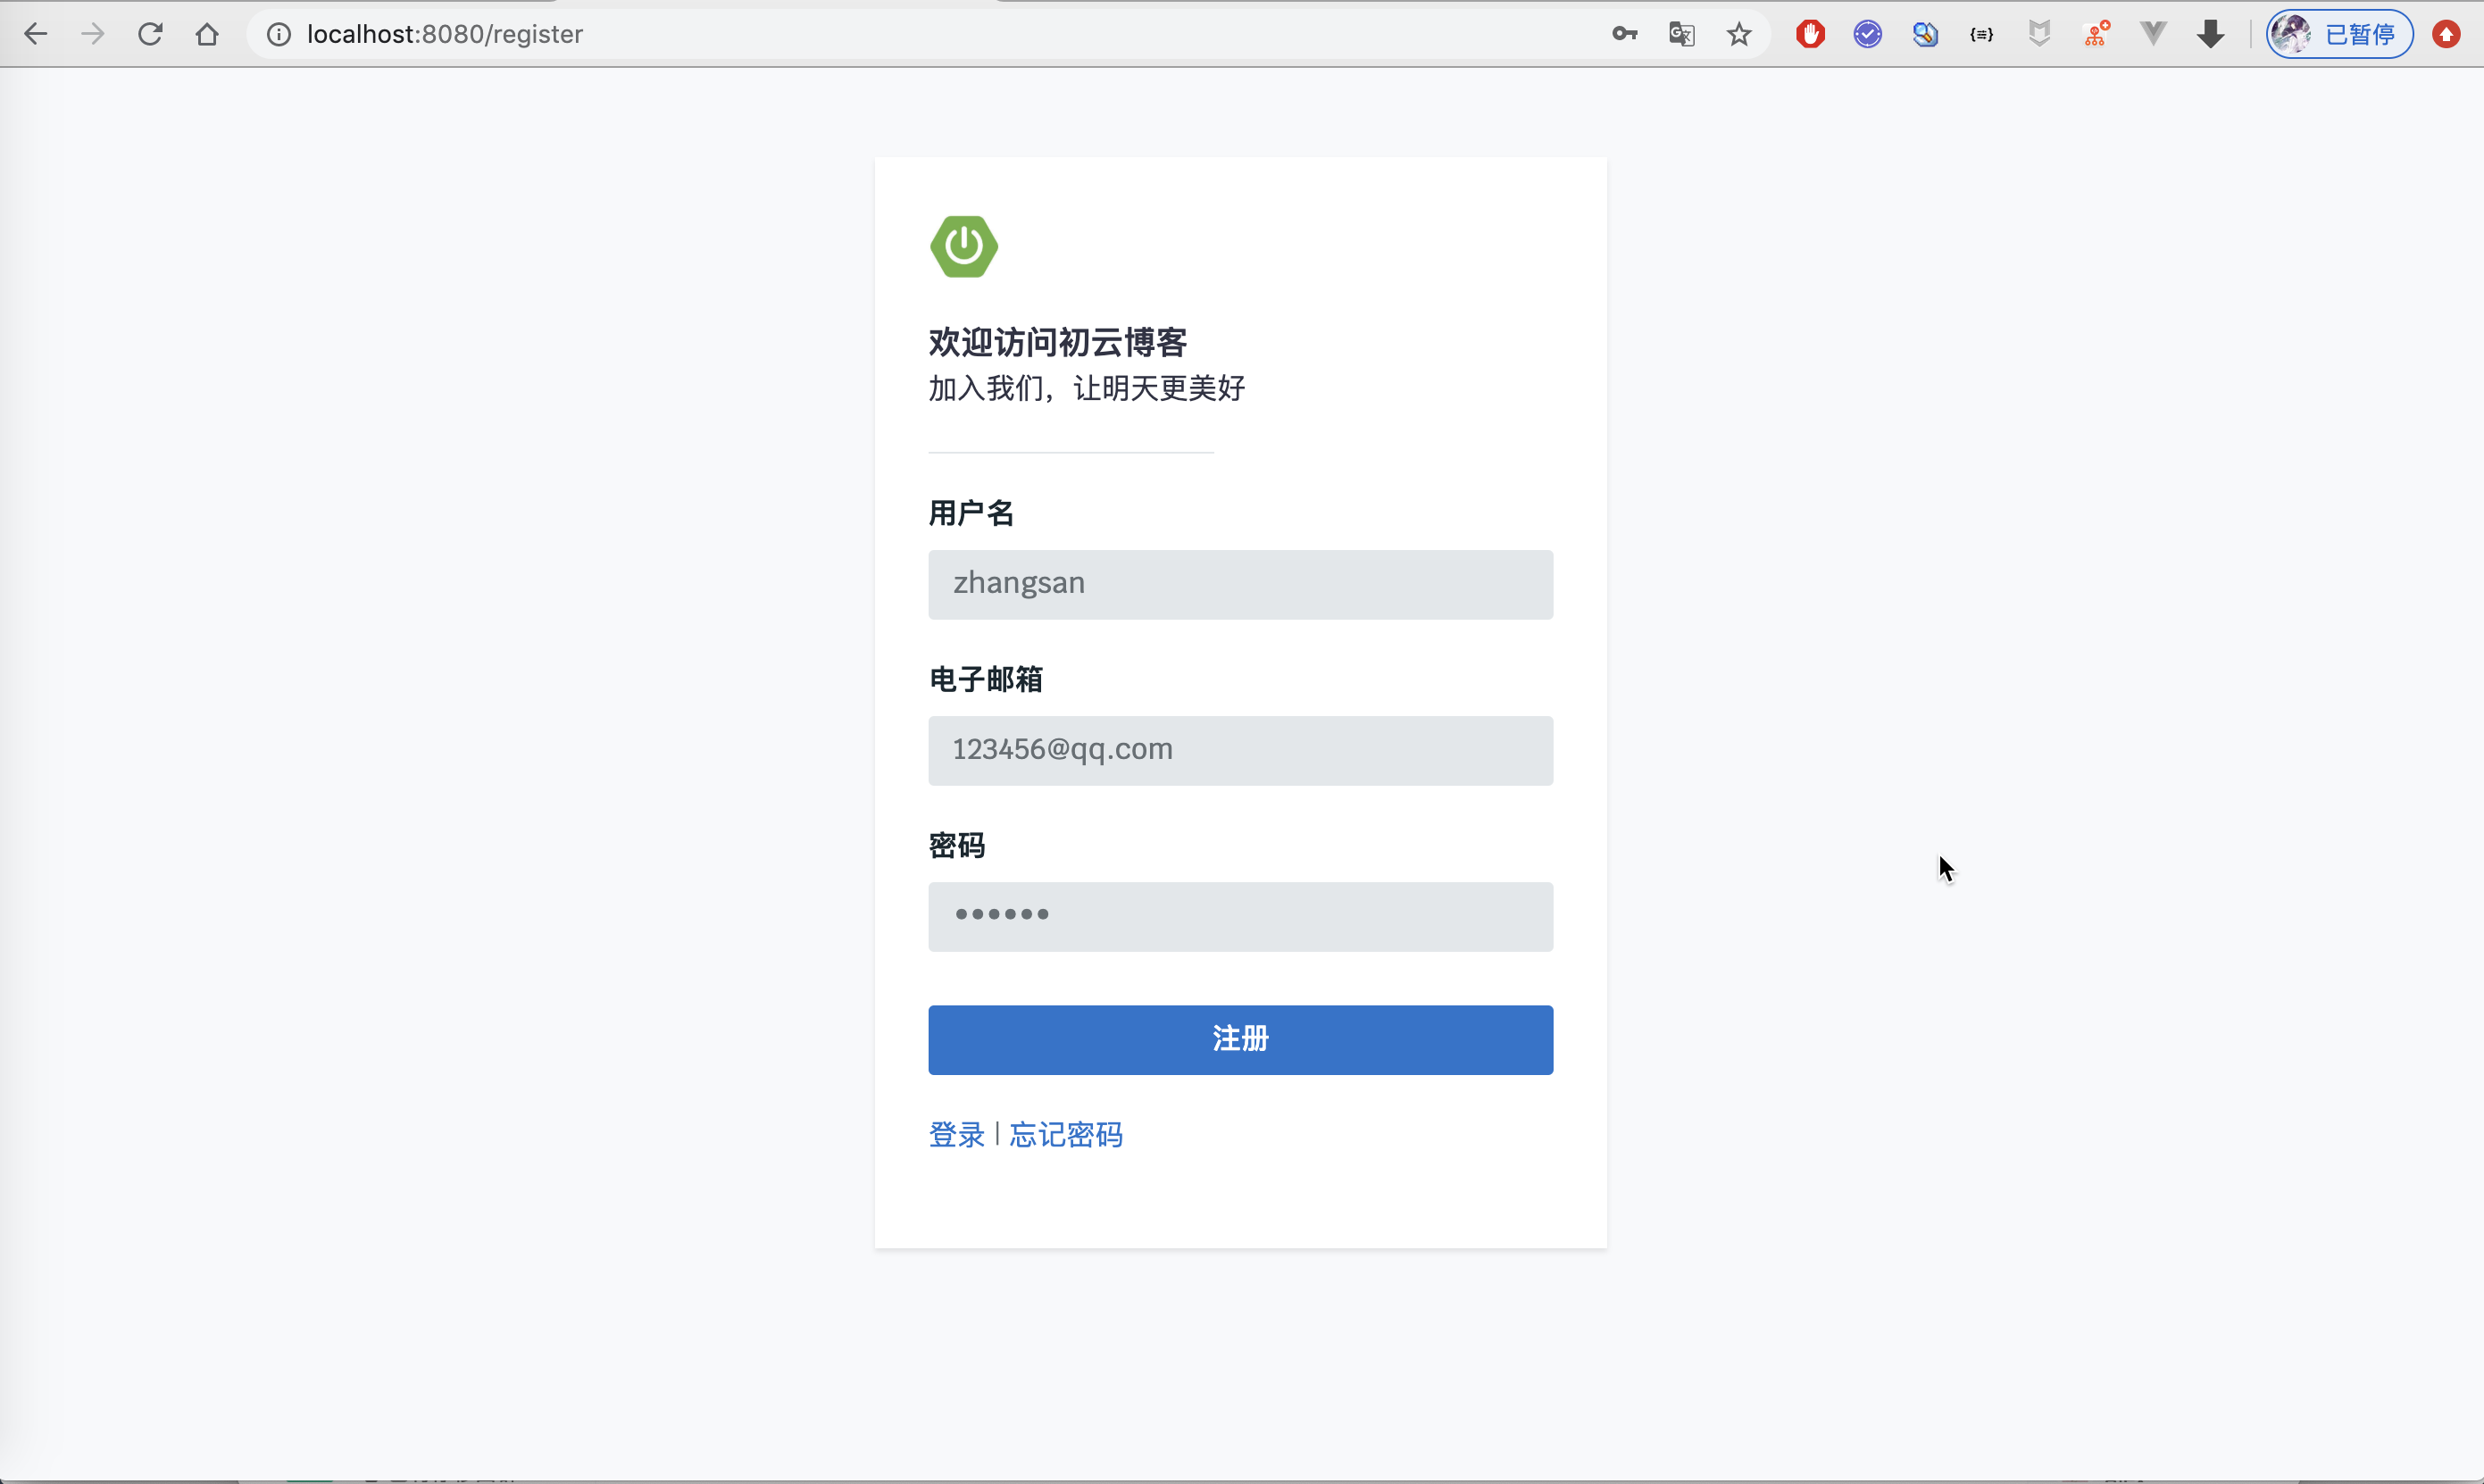 localhost:8080/register
已暂停
欢迎访问初云博客
加入我们，让明天更美好
用户名
zhangsan
电子邮箱
123456@qq.com
密码
••••••
注册
登录 | 忘记密码